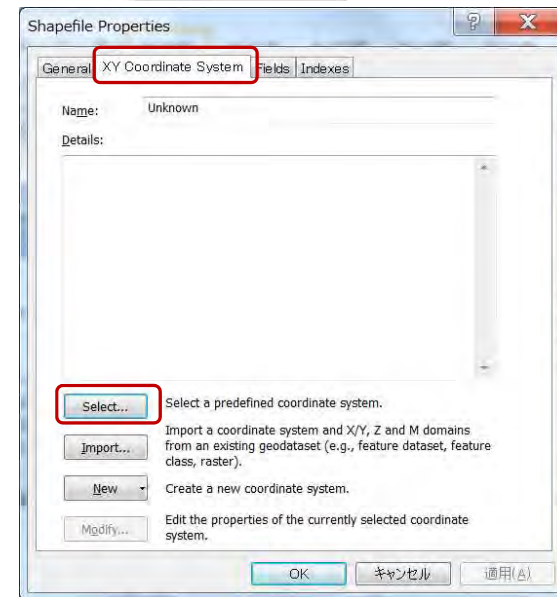 Shapefile Properties
General XY Coordinate System Fields Indexes
Name: Unknown
Details:
Select... Select a predefined coordinate system.
Import... Import a coordinate system and X/Y, Z and M domains
from an existing geodataset (e.g., feature dataset, feature
class, raster).
New Create a new coordinate system.
Modify... Edit the properties of the currently selected coordinate
system.
OK キャンセル 適用(A)